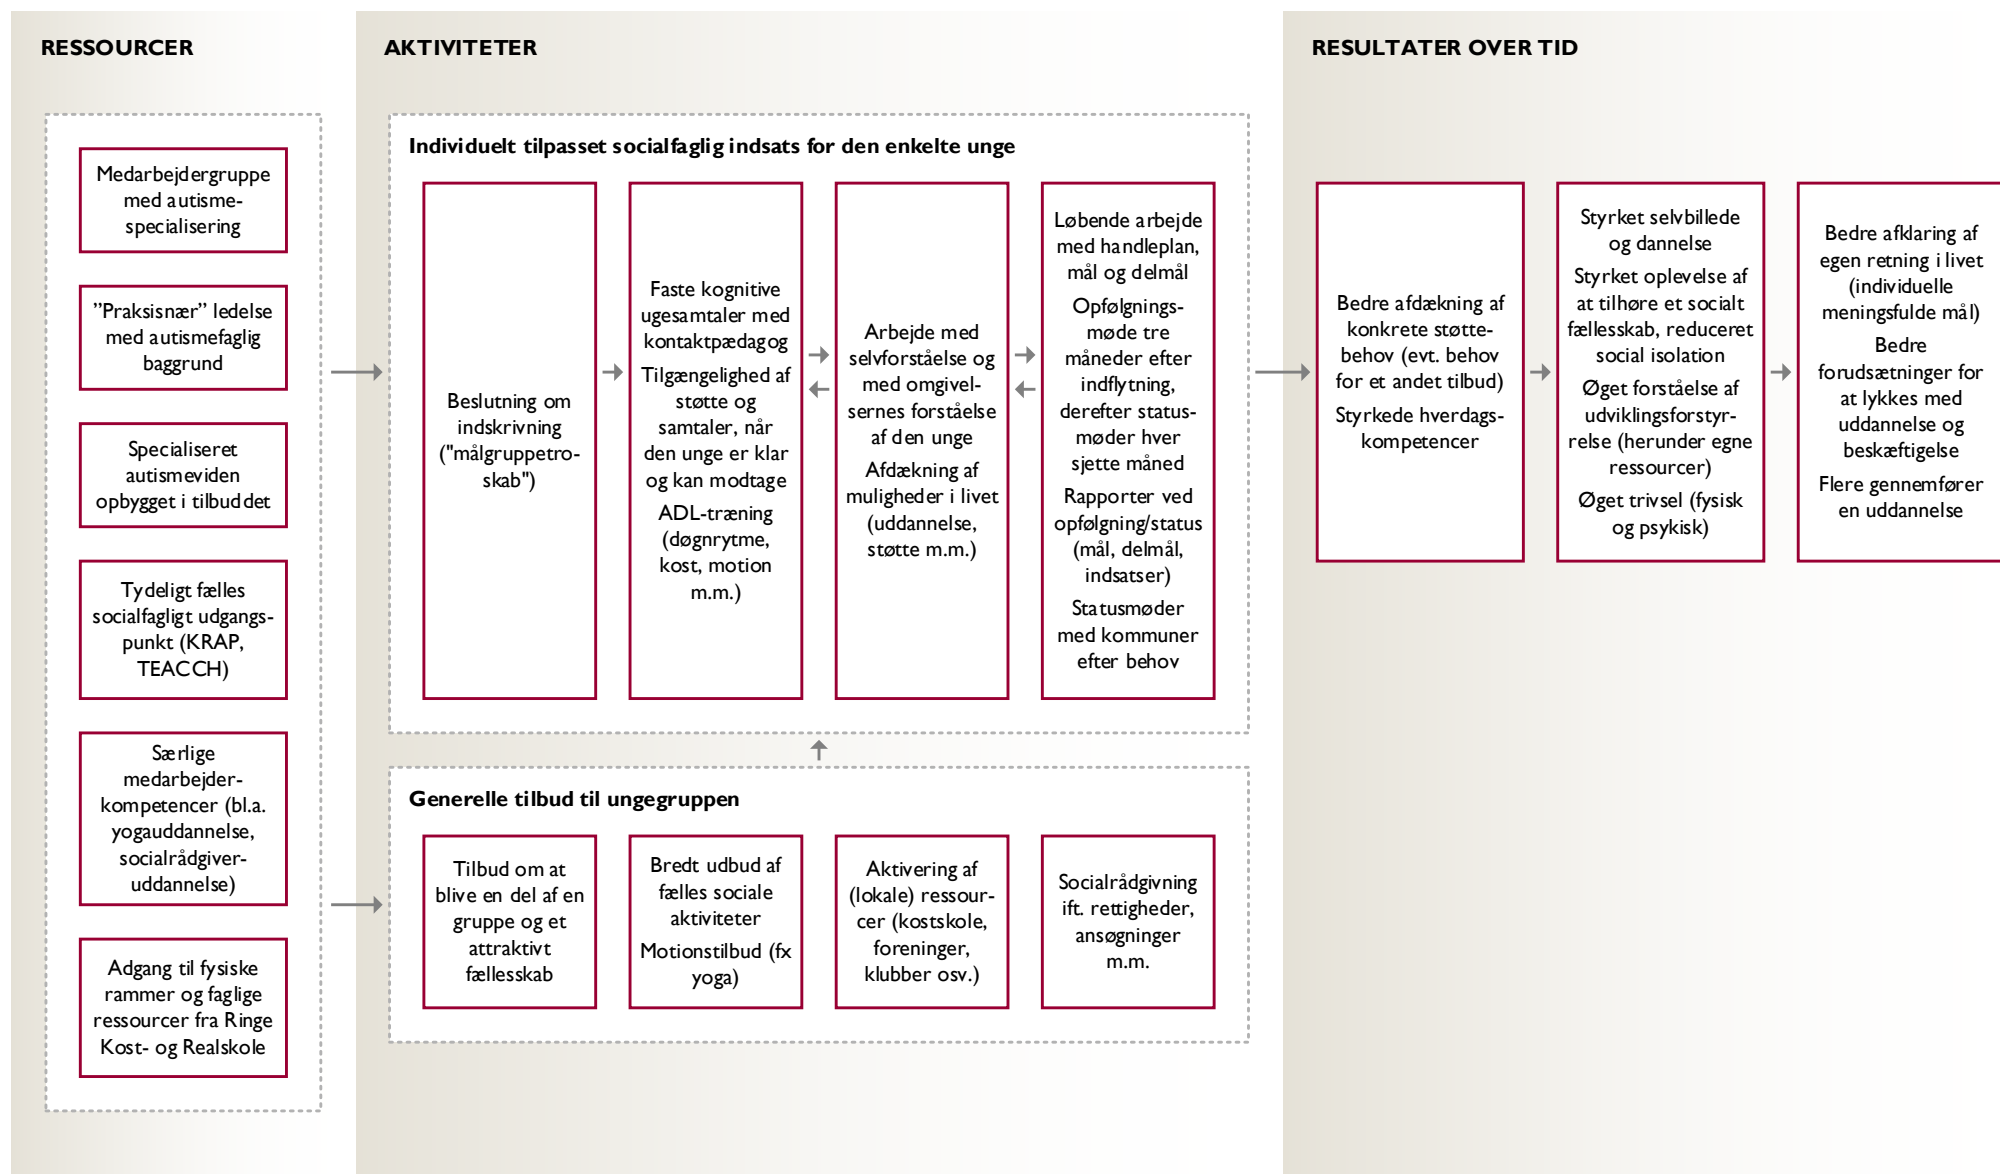 RESSOURCER
Medarbejdergruppe
med autisme-
specialisering
”Praksisnær” ledelse
med autismefaglig
baggrund
Specialiseret
autismeviden
opbygget i tilbuddet
Tydeligt fælles
socialfagligt udgangs-
punkt (KRAP,
TEACCH)
Særlige
medarbejder-
kompetencer (bl.a.
yogauddannelse,
socialrådgiver-
uddannelse)
Adgang til fysiske
rammer og faglige
ressourcer fra Ringe
Kost- og Realskole
AKTIVITETER
Individuelt tilpasset socialfaglig indsats for den enkelte unge
Beslutning om
indskrivning
("målgruppetro-
skab")
Faste kognitive
ugesamtaler med
kontaktpædagog
Tilgængelighed af
støtte og
samtaler, når
den unge er klar
og kan modtage
ADL-træning
(døgnrytme,
kost, motion
m.m.)
Arbejde med
selvforståelse og
med omgivel-
sernes forståelse
af den unge
Afdækning af
muligheder i livet
(uddannelse,
støtte m.m.)
Løbende arbejde
med handleplan,
mål og delmål
Opfølgnings-
møde tre
måneder efter
indflytning,
derefter status-
møder hver
sjette måned
Rapporter ved
opfølgning/status
(mål, delmål,
indsatser)
Statusmøder
med kommuner
efter behov
Generelle tilbud til ungegruppen
Tilbud om at
blive en del af en
gruppe og et
attraktivt
fællesskab
Bredt udbud af
fælles sociale
aktiviteter
Motionstilbud (fx
yoga)
Aktivering af
(lokale) ressour-
cer (kostskole,
foreninger,
klubber osv.)
Socialrådgivning
ift. rettigheder,
ansøgninger
m.m.
RESULTATER OVER TID
Bedre afdækning af
konkrete støtte-
behov (evt. behov
for et andet tilbud)
Styrkede hverdags-
kompetencer
Styrket selvbillede
og dannelse
Styrket oplevelse af
at tilhøre et socialt
fællesskab, reduceret
social isolation
Øget forståelse af
udviklingsforstyr-
relse (herunder egne
ressourcer)
Øget trivsel (fysisk
og psykisk)
Bedre afklaring af
egen retning i livet
(individuelle
meningsfulde mål)
Bedre
forudsætninger for
at lykkes med
uddannelse og
beskæftigelse
Flere gennemfører
en uddannelse